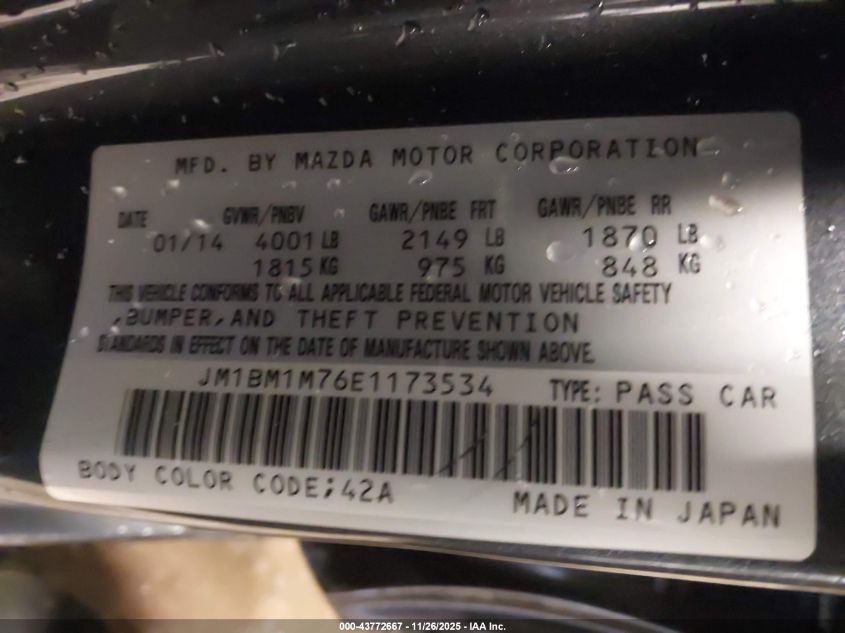 MFD. BY MAZDA MOTOR CORPORATION
DATE GVWR/PNBV GAWR/PNBE FRT GAWR/PNBE RR
01/14 4001 LB 2149 LB 1870 LB
1815 KG 975 KG 848 KG
THIS VEHICLE CONFORMS TO ALL APPLICABLE FEDERAL MOTOR VEHICLE SAFETY
,BUMPER,AND THEFT PREVENTION
STANDARDS IN EFFECT ON THE DATE OF MANUFACTURE SHOWN ABOVE.
JM1BM1M76E1173534 TYPE: PASS CAR
BODY COLOR CODE;42A
MADE IN JAPAN
000-43772667 - 11/26/2025 - IAA Inc.